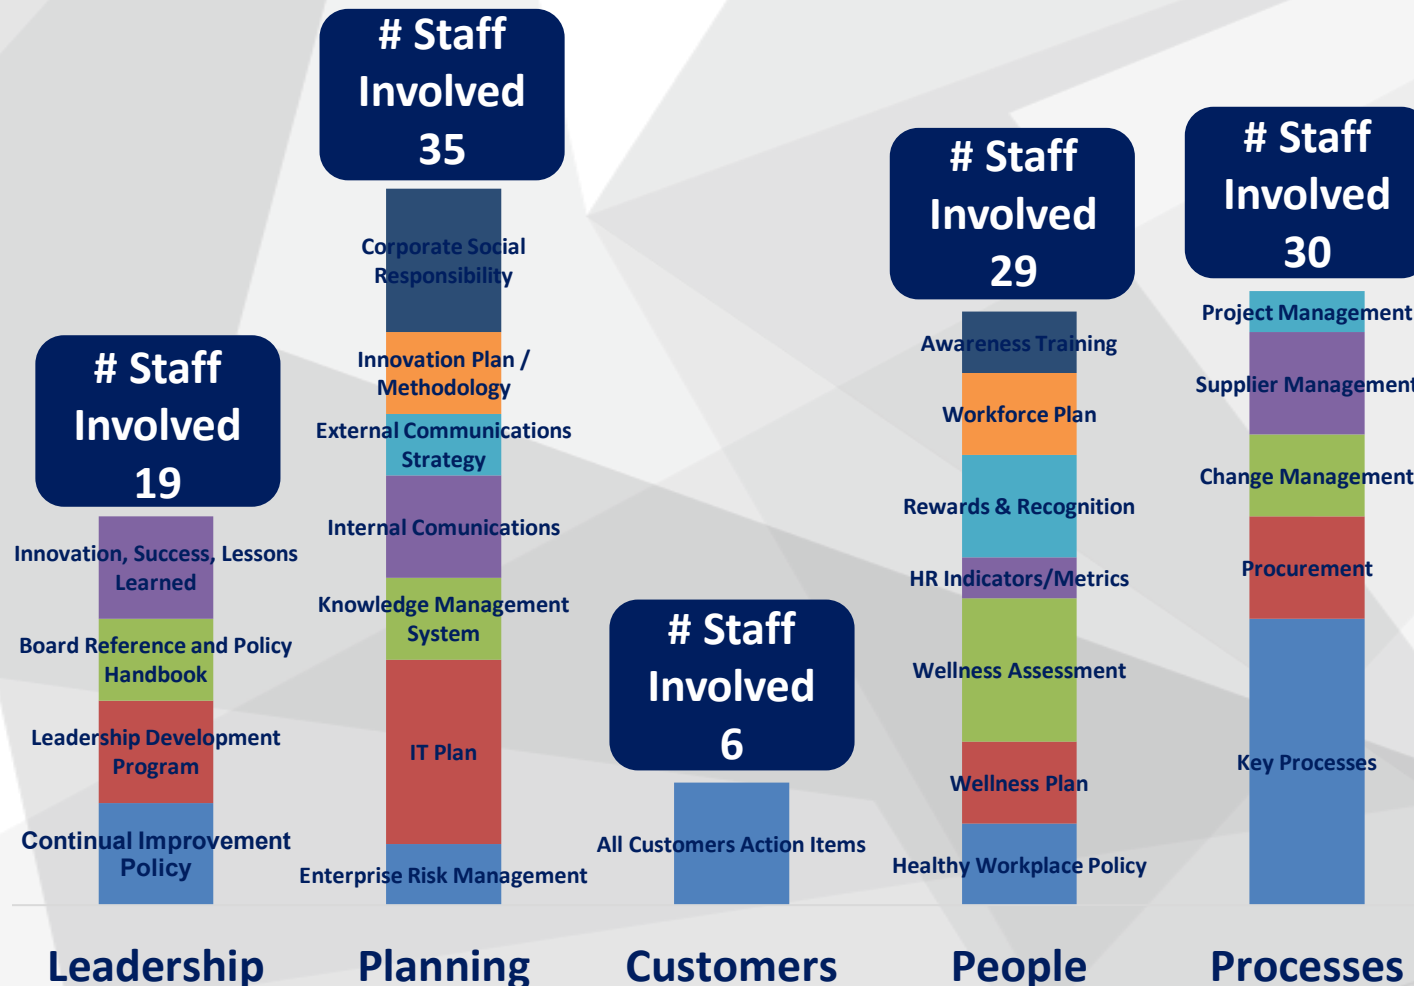 # Staff
Involved
19
Innovation, Success, Lessons
Learned
Board Reference and Policy
Handbook
Leadership Development
Program
Continual Improvement
Policy
Leadership
# Staff
Involved
35
Corporate Social
Responsibility
Innovation Plan /
Methodology
External Communications
Strategy
Internal Comunications
Knowledge Management
System
IT Plan
Enterprise Risk Management
Planning
# Staff
Involved
6
All Customers Action Items
Customers
# Staff
Involved
29
Awareness Training
Workforce Plan
Rewards & Recognition
HR Indicators/Metrics
Wellness Assessment
Wellness Plan
Healthy Workplace Policy
People
# Staff
Involved
30
Project Management
Supplier Management
Change Management
Procurement
Key Processes
Processes